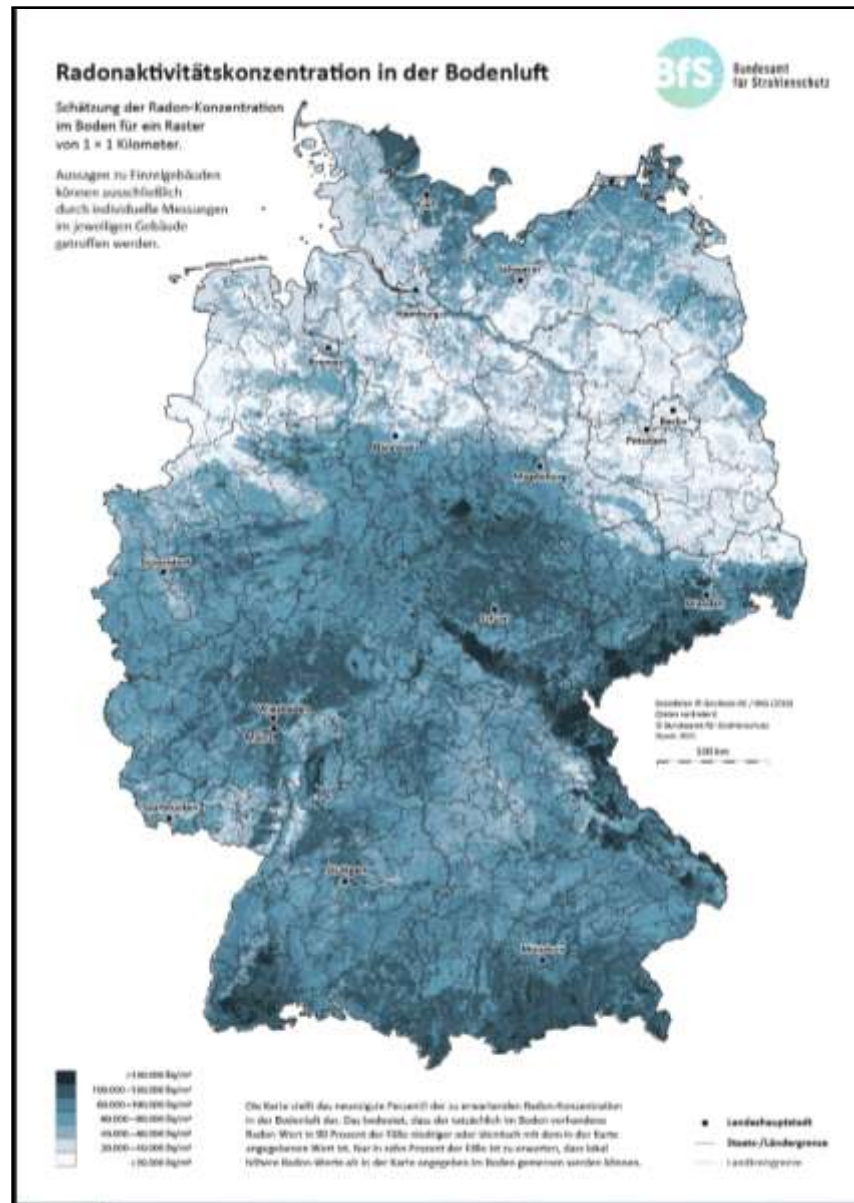 Radonaktivitätskonzentration in der Bodenluft
BfS
Bundesamt
für Strahlenschutz
Schätzung der Radon-Konzentration
im Boden für ein Raster
von 1 × 1 Kilometer.
Aussagen zu Einzelgebäuden
können ausschließlich
durch individuelle Messungen
im jeweiligen Gebäude
getroffen werden.
Kiel
Schwerin
Hamburg
Bremen
Berlin
Potsdam
Hannover
Magdeburg
Düsseldorf
Dresden
Erfurt
Wiesbaden
Mainz
Saarbrücken
Stuttgart
München
© Bundesamt für Strahlenschutz
100 km
Die Karte stellt das neunzigste Perzentil der zu erwartenden Radon-Konzentration
in der Bodenluft dar. Das bedeutet, dass der natürlich im Boden vorhandene
Radon-Wert in 90 Prozent der Fälle niedriger oder identisch mit dem in der Karte
angegebenen Wert ist. Nur in zehn Prozent der Fälle ist zu erwarten, dass lokal
höhere Radon-Werte als in der Karte angegeben im Boden gemessen werden können.
Landeshauptstadt
Staats-/Ländergrenze
Landkreisgrenze